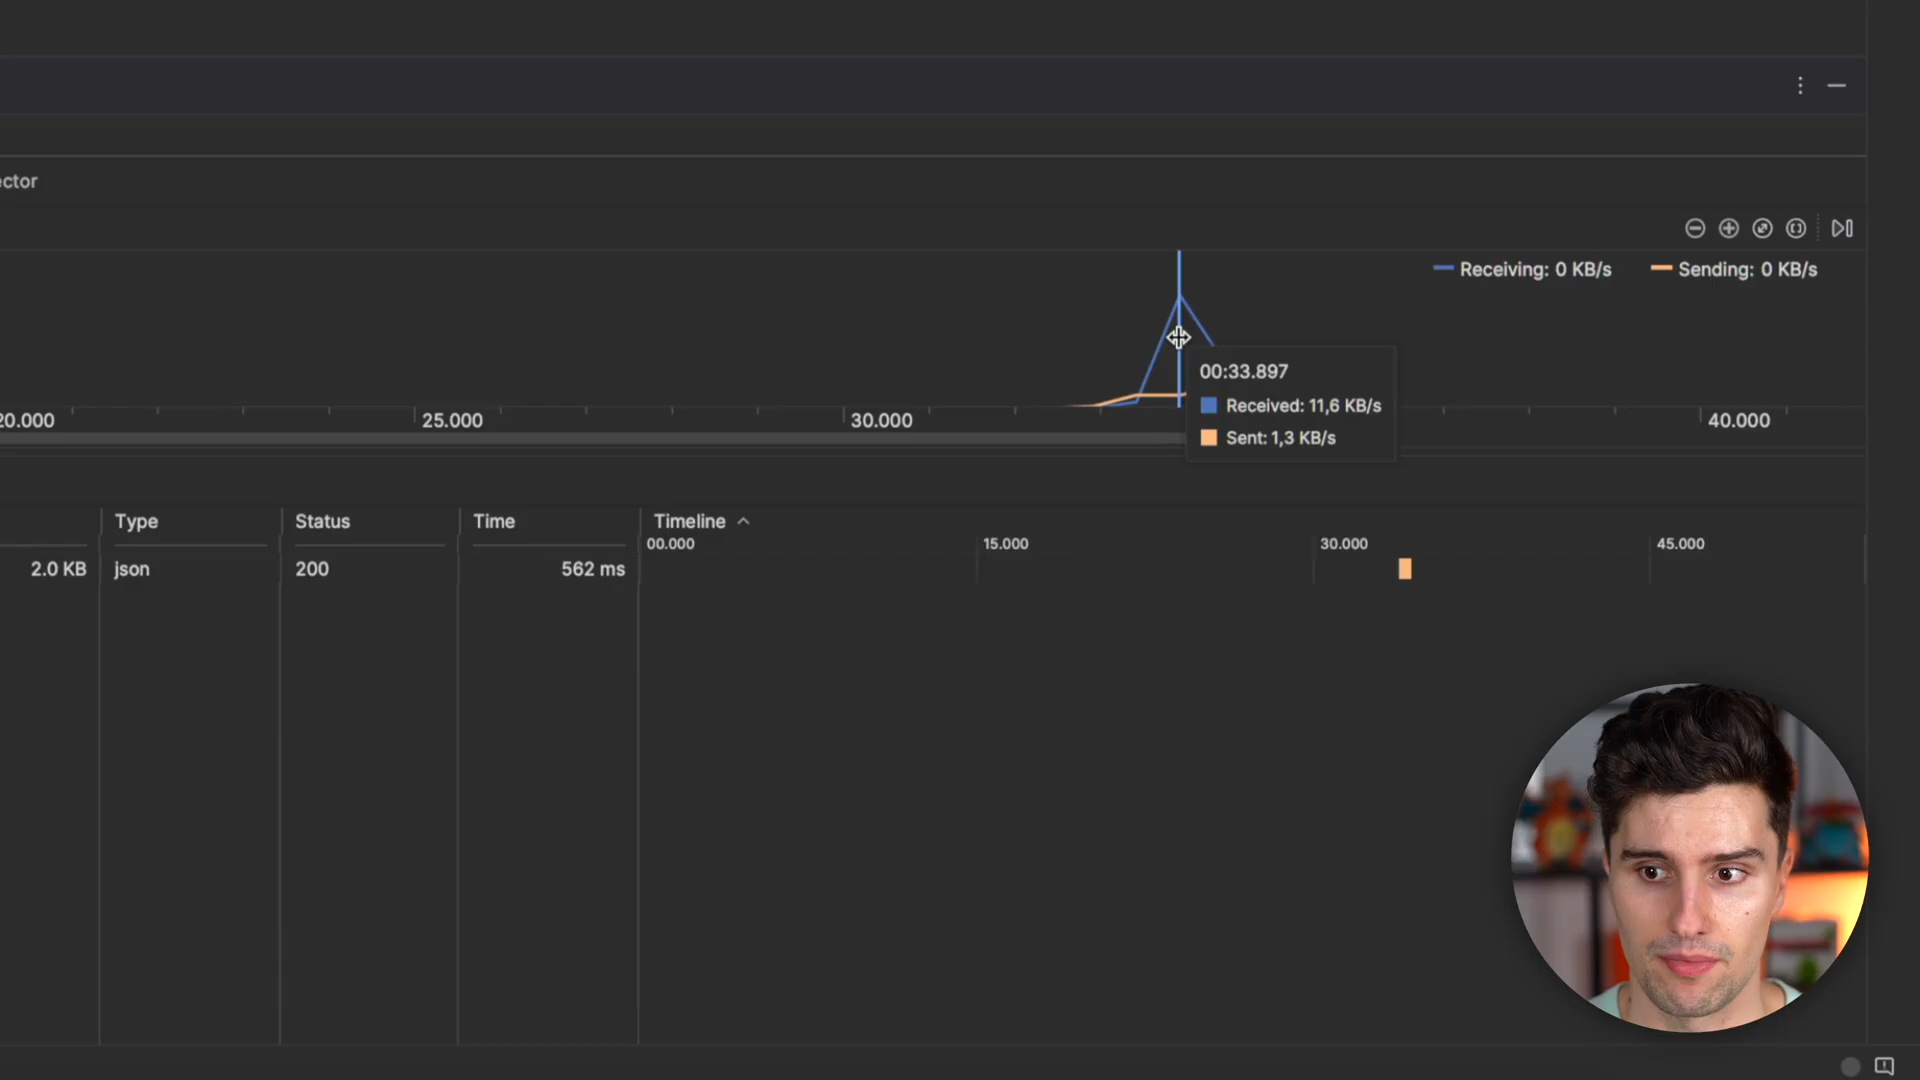 ector
Receiving: 0 KB/s
Sending: 0 KB/s
00:33.897
Received: 11,6 KB/s
Sent: 1,3 KB/s
20.000
25.000
30.000
40.000
Type
Status
Time
Timeline
00.000
15.000
30.000
45.000
2.0 KB
json
200
562 ms